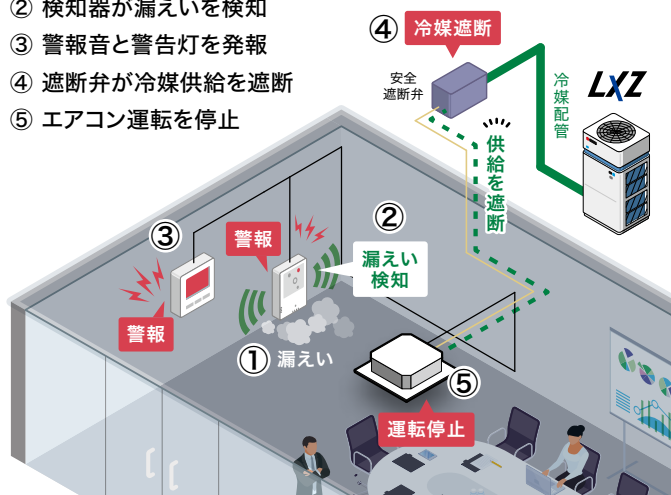 ② 検知器が漏えいを検知
③ 警報音と警告灯を発報
④ 遮断弁が冷媒供給を遮断
⑤ エアコン運転を停止
④ 冷媒遮断
安全
遮断弁
冷媒配管
LXZ
供給を遮断
③
警報
②
漏えい
検知
警報
① 漏えい
⑤
運転停止